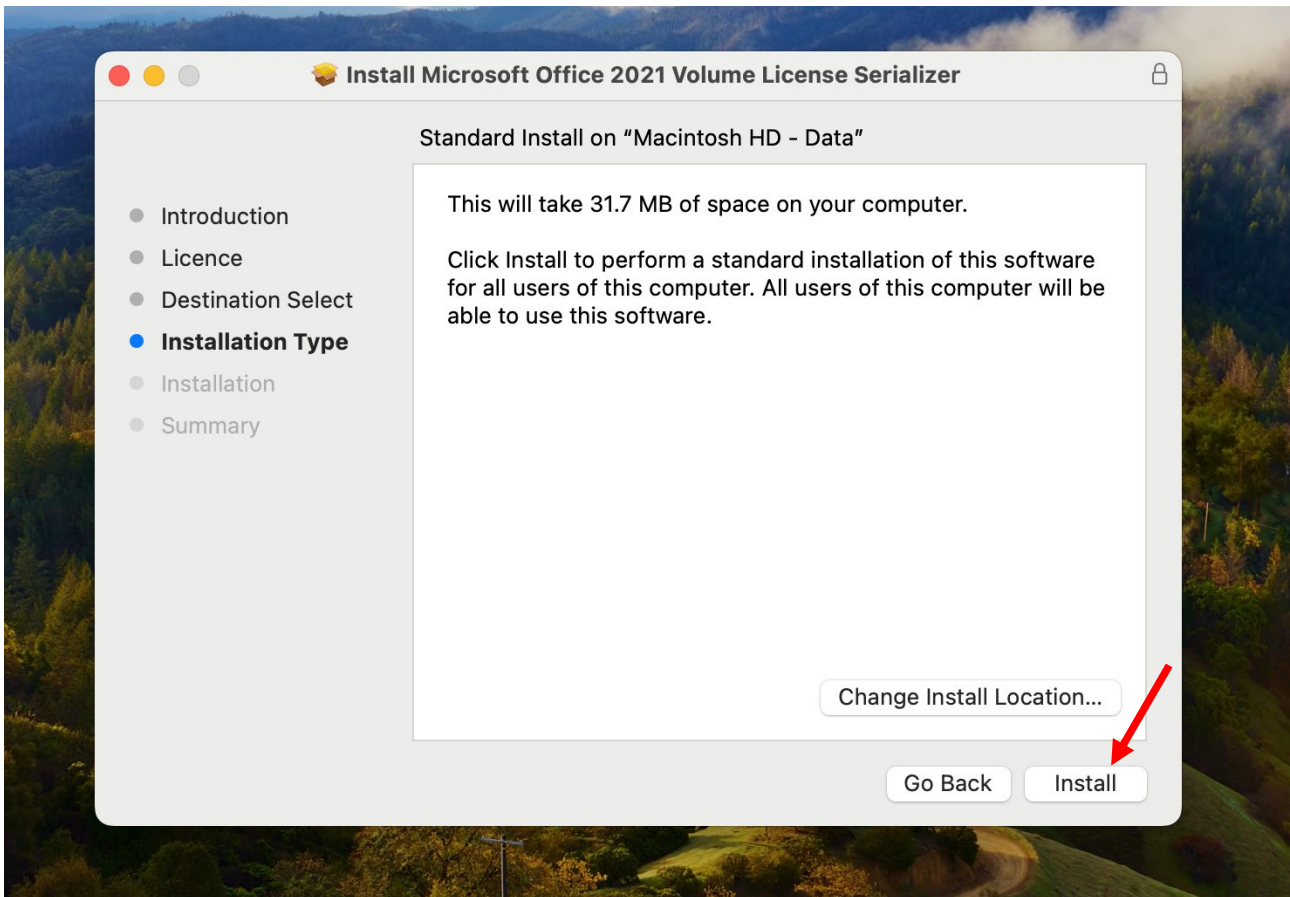 Install Microsoft Office 2021 Volume License Serializer
Standard Install on “Macintosh HD - Data”
Introduction
Licence
Destination Select
Installation Type
Installation
Summary
This will take 31.7 MB of space on your computer.
Click Install to perform a standard installation of this software
for all users of this computer. All users of this computer will be
able to use this software.
Change Install Location...
Go Back
Install